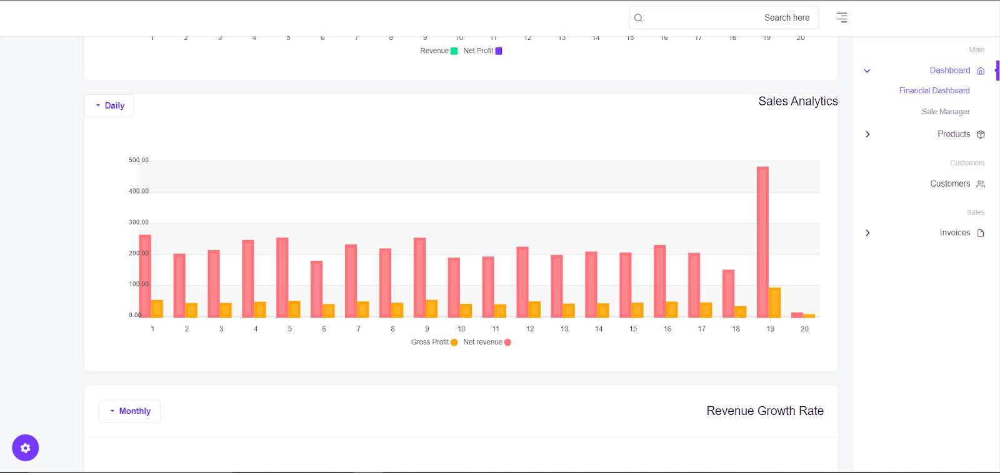 Search here
1 2 3 4 5 6 7 8 9 10 11 12 13 14 15 16 17 18 19 20
Revenue Net Profit
Daily
Sales Analytics
500.00
400.00
300.00
200.00
100.00
0.00
1 2 3 4 5 6 7 8 9 10 11 12 13 14 15 16 17 18 19 20
Gross Profit Net revenue
Monthly
Revenue Growth Rate
Main
Dashboard
Financial Dashboard
Sale Manager
Products
Customers
Customers
Sales
Invoices